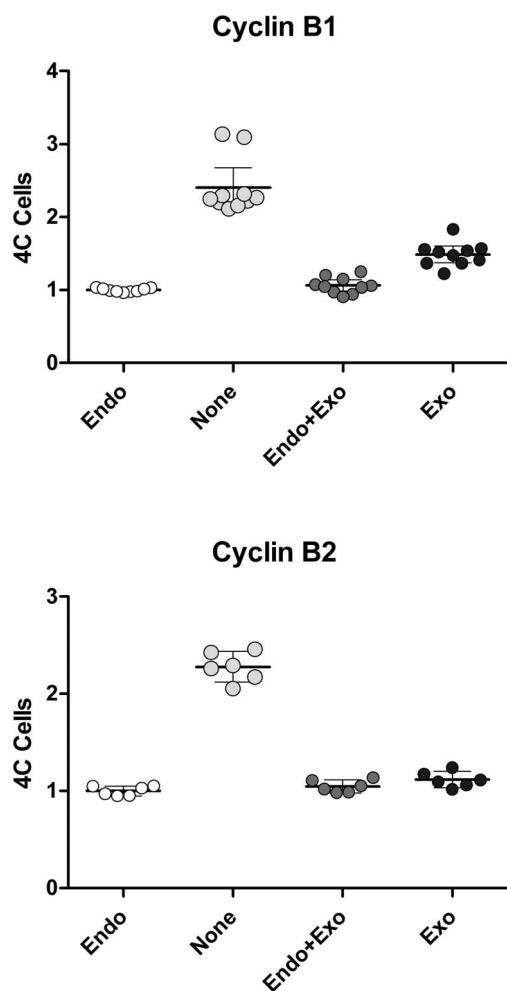 Cyclin B1
4C Cells
4
3
2
1
0
Endo
None
Endo+Exo
Exo
Cyclin B2
4C Cells
3
2
1
0
Endo
None
Endo+Exo
Exo